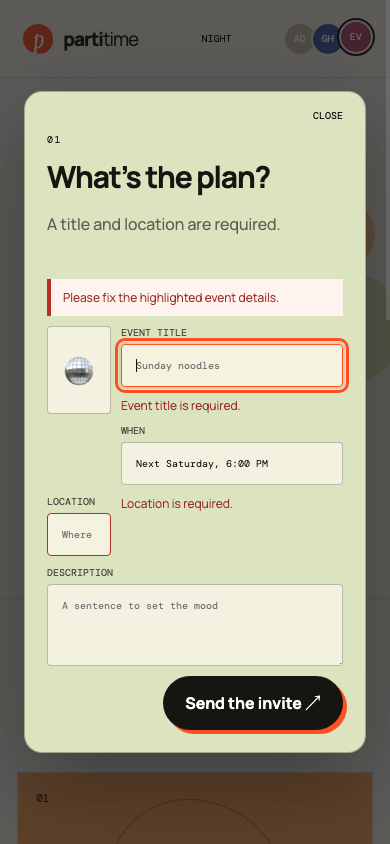 p partitime
NIGHT
AD GH EV
CLOSE
01
What's the plan?
A title and location are required.
Please fix the highlighted event details.
EVENT TITLE
Sunday noodles
Event title is required.
WHEN
Next Saturday, 6:00 PM
LOCATION
Location is required.
Where
DESCRIPTION
A sentence to set the mood
Send the invite ↗
01